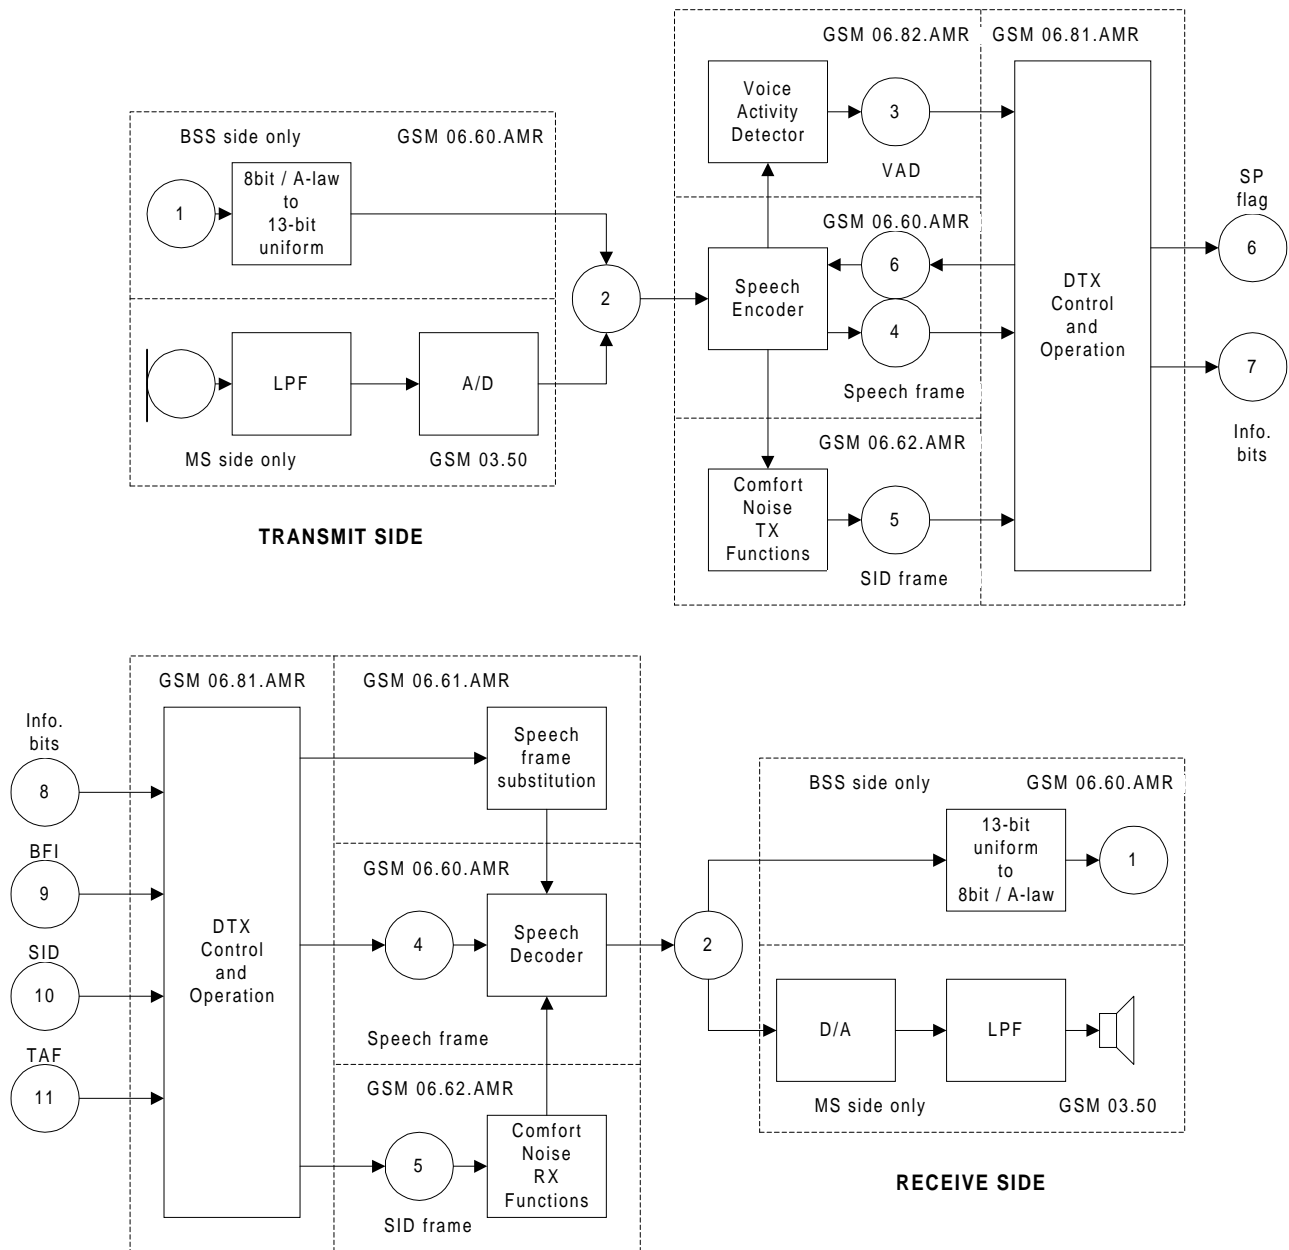 GSM 06.82.AMR
GSM 06.81.AMR
Voice
Activity
Detector
3
VAD
BSS side only
GSM 06.60.AMR
1
8bit / A-law
to
13-bit
uniform
2
LPF
A/D
MS side only
GSM 03.50
TRANSMIT SIDE
GSM 06.60.AMR
6
Speech
Encoder
4
Speech frame
GSM 06.62.AMR
Comfort
Noise
TX
Functions
5
SID frame
DTX
Control
and
Operation
SP
flag
6
7
Info.
bits
GSM 06.81.AMR
GSM 06.61.AMR
Info.
bits
8
BFI
9
SID
10
TAF
11
DTX
Control
and
Operation
Speech
frame
substitution
GSM 06.60.AMR
4
Speech
Decoder
Speech frame
GSM 06.62.AMR
5
Comfort
Noise
RX
Functions
SID frame
2
BSS side only
GSM 06.60.AMR
13-bit
uniform
to
8bit / A-law
1
D/A
LPF
MS side only
GSM 03.50
RECEIVE SIDE